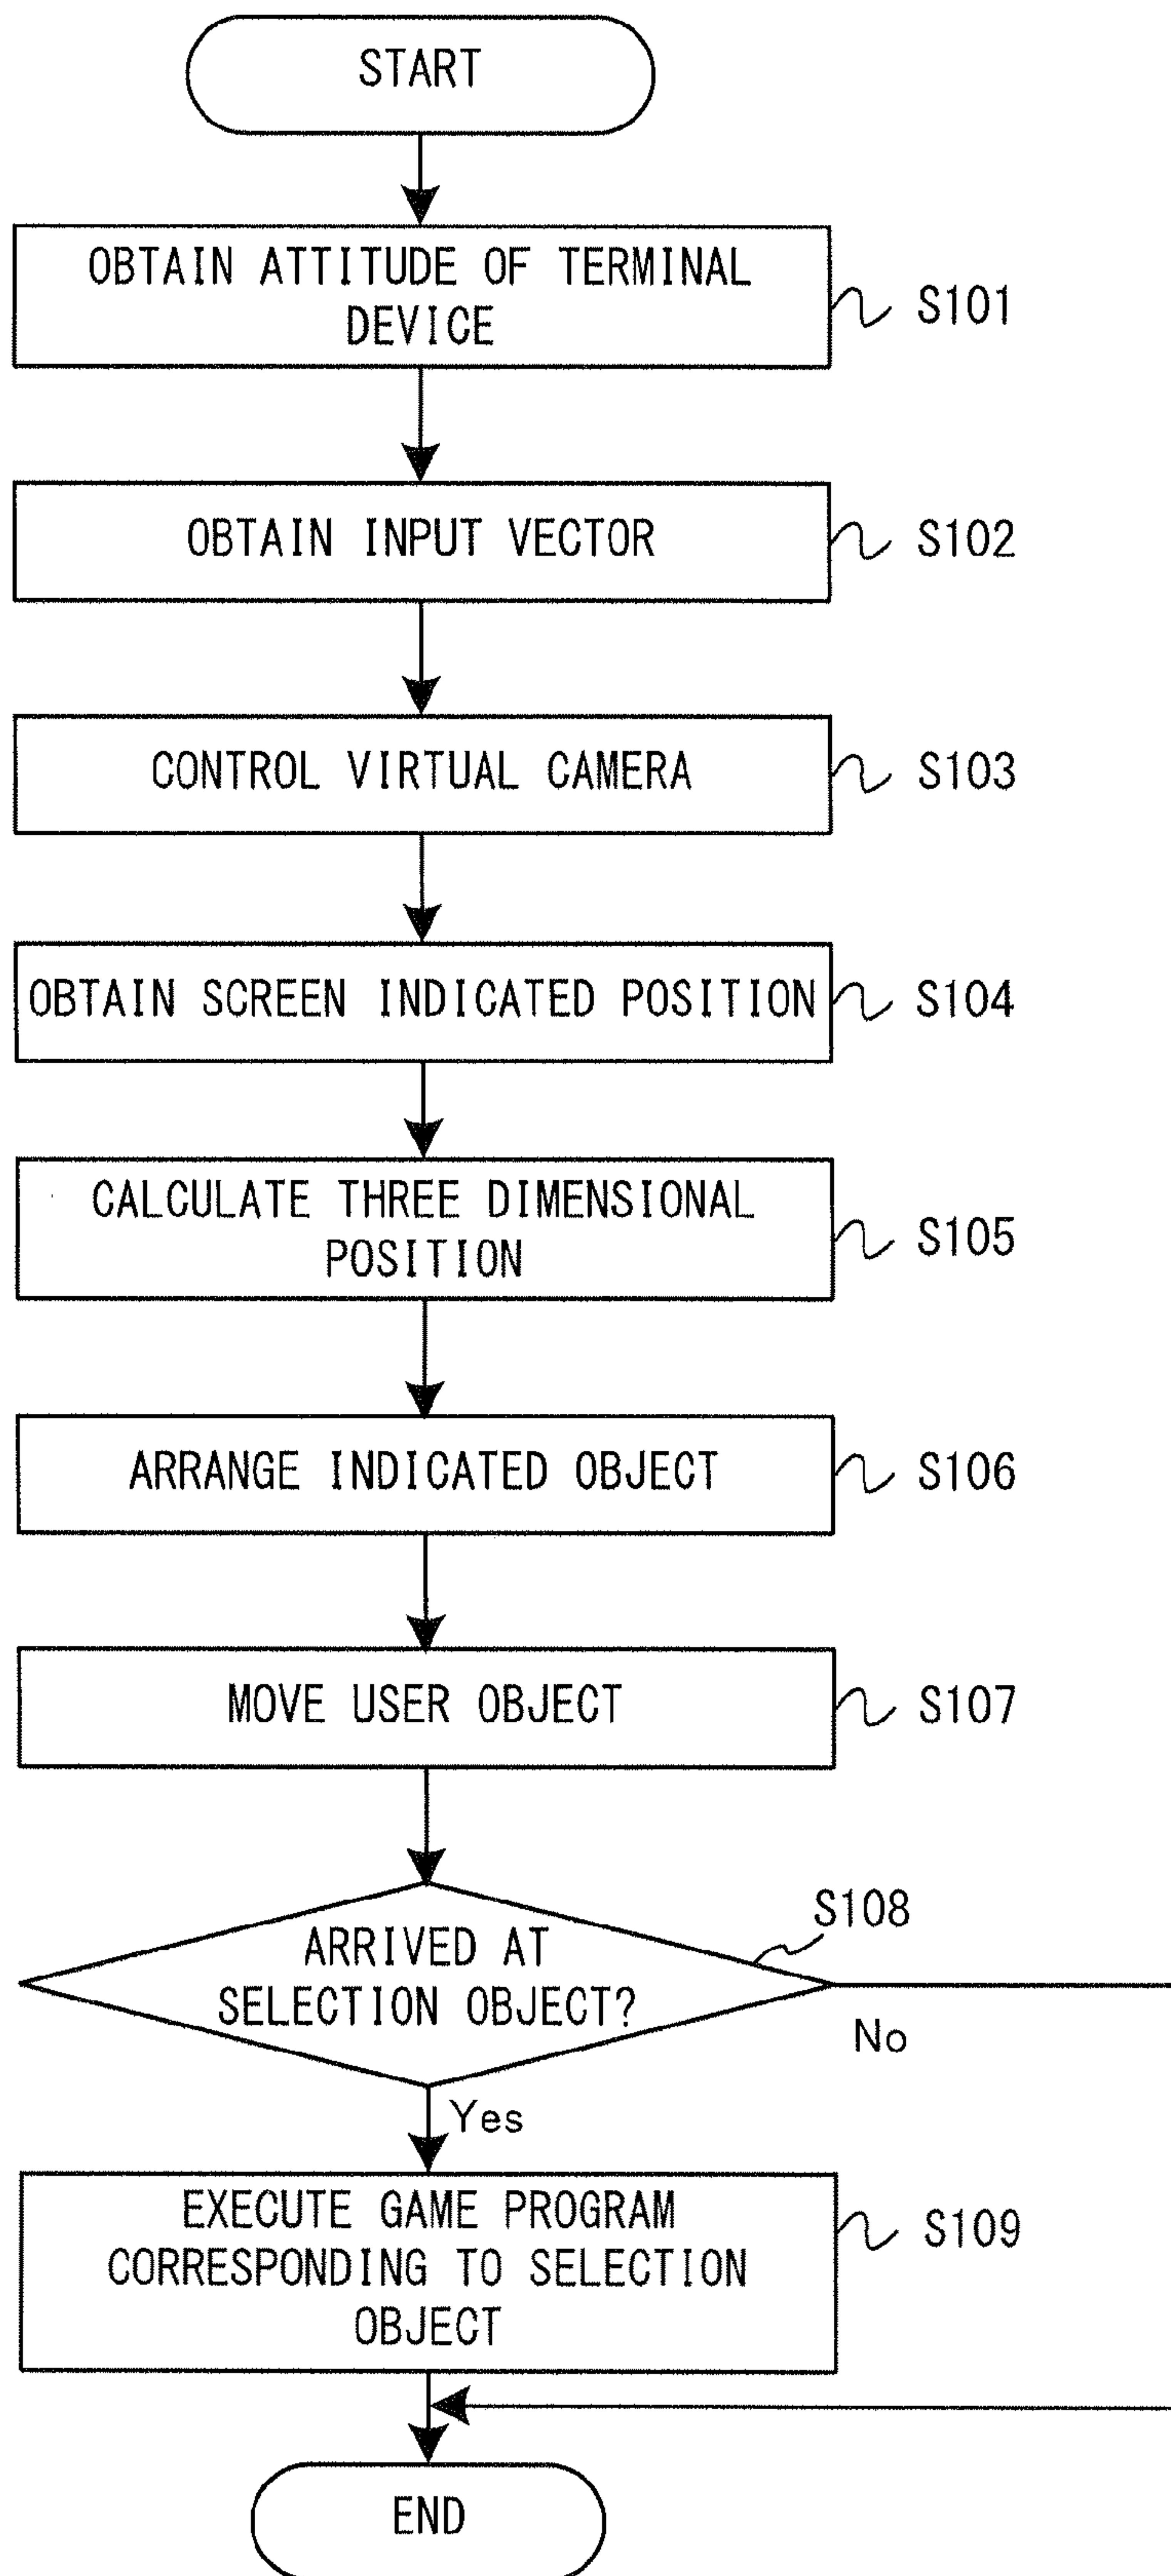 START
OBTAIN ATTITUDE OF TERMINAL
DEVICE
S101
OBTAIN INPUT VECTOR
S102
CONTROL VIRTUAL CAMERA
S103
OBTAIN SCREEN INDICATED POSITION
S104
CALCULATE THREE DIMENSIONAL
POSITION
S105
ARRANGE INDICATED OBJECT
S106
MOVE USER OBJECT
S107
S108
ARRIVED AT
SELECTION OBJECT?
No
Yes
EXECUTE GAME PROGRAM
CORRESPONDING TO SELECTION
OBJECT
S109
END